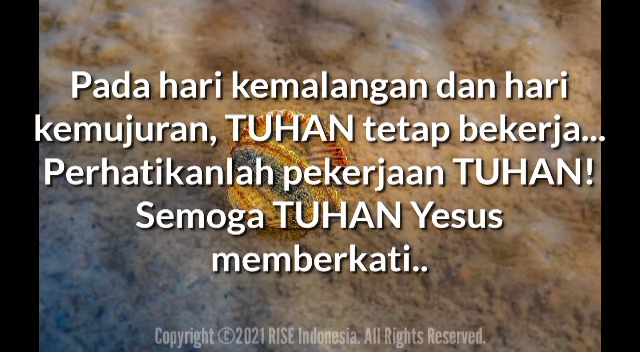 Pada hari kemalangan dan hari
kemujuran, TUHAN tetap bekerja...
Perhatikanlah pekerjaan TUHAN!
Semoga TUHAN Yesus
memberkati..
Copyright ©2021 RISE Indonesia. All Rights Reserved.